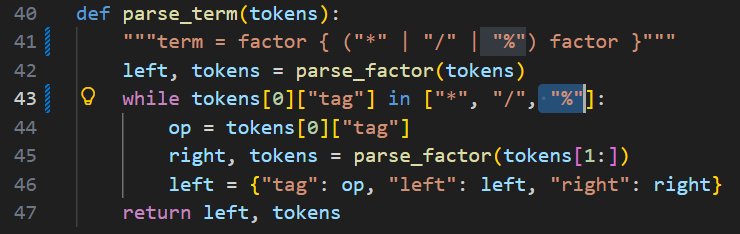 40 def parse_term(tokens):
41     """term = factor { ("*" | "/" | "%") factor }"""
42     left, tokens = parse_factor(tokens)
43     while tokens[0]["tag"] in ["*", "/", "%"]:
44         op = tokens[0]["tag"]
45         right, tokens = parse_factor(tokens[1:])
46         left = {"tag": op, "left": left, "right": right}
47     return left, tokens